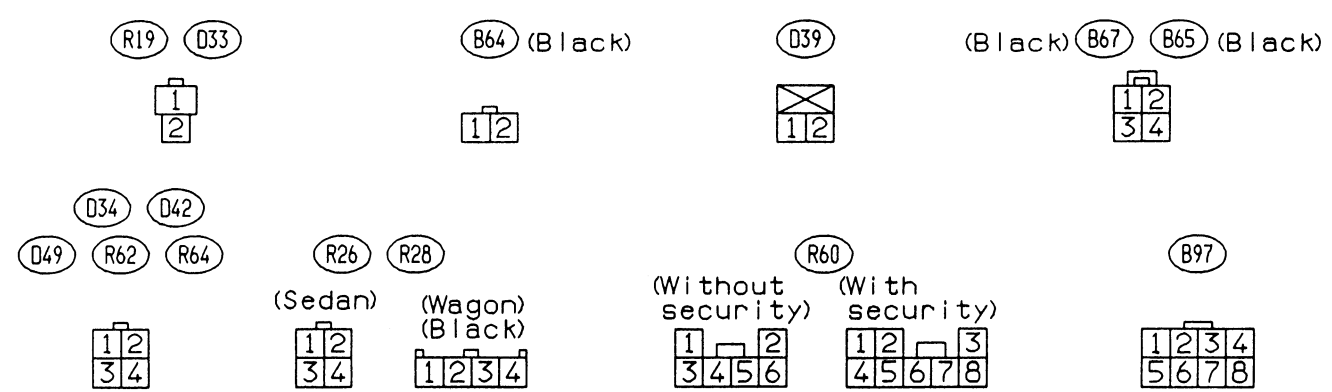 R19 D33 B64 (Black) D39 (Black) B67 B65 (Black)
1
2
1 2
1 2
1 2
3 4
D34 D42
D49 R62 R64
R26 R28
R60
B97
(Sedan)
(Wagon)
(Black)
(Without
security)
(With
security)
1 2
3 4
1 2
3 4
1 2 3 4
1 2
3 4 5 6
1 2 3
4 5 6 7 8
1 2 3 4
5 6 7 8